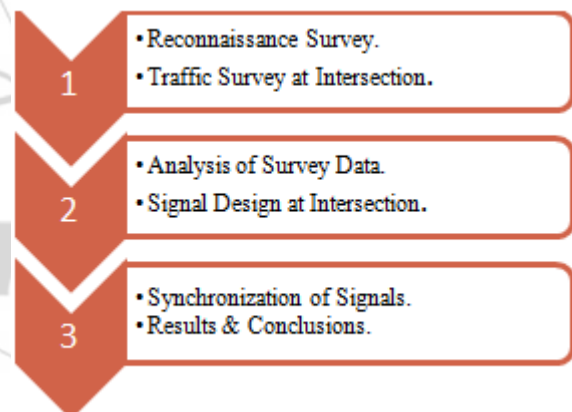 1
• Reconnaissance Survey.
• Traffic Survey at Intersection.
2
• Analysis of Survey Data.
• Signal Design at Intersection.
3
• Synchronization of Signals.
• Results & Conclusions.